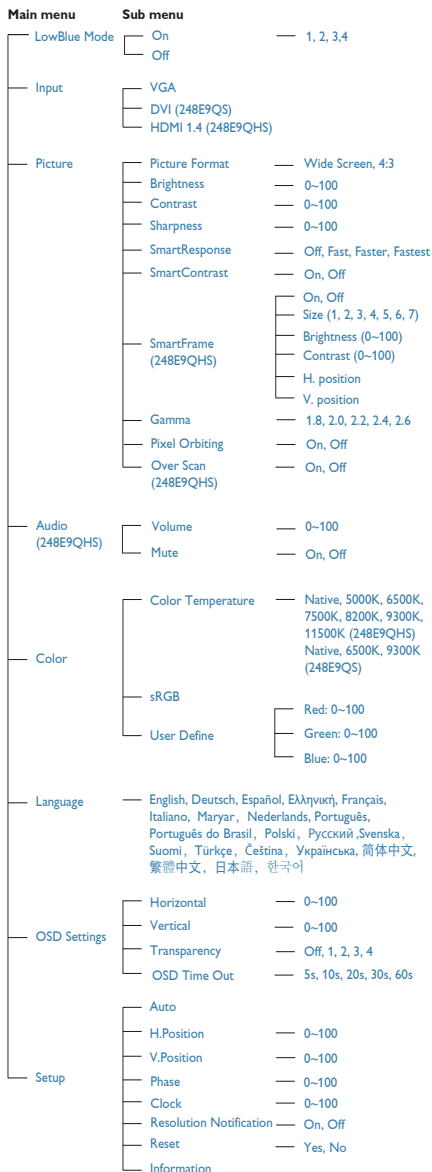 Main menu Sub menu
LowBlue Mode On 1, 2, 3,4
Off
Input VGA
DVI (248E9QS)
HDMI 1.4 (248E9QHS)
Picture Picture Format Wide Screen, 4:3
Brightness 0~100
Contrast 0~100
Sharpness 0~100
SmartResponse Off, Fast, Faster, Fastest
SmartContrast On, Off
SmartFrame
(248E9QHS)
On, Off
Size (1, 2, 3, 4, 5, 6, 7)
Brightness (0~100)
Contrast (0~100)
H. position
V. position
Gamma 1.8, 2.0, 2.2, 2.4, 2.6
Pixel Orbiting On, Off
Over Scan On, Off
(248E9QHS)
Audio Volume 0~100
(248E9QHS)
Mute On, Off
Color
Color Temperature Native, 5000K, 6500K,
7500K, 8200K, 9300K,
11500K (248E9QHS)
Native, 6500K, 9300K
(248E9QS)
sRGB
User Define
Red: 0~100
Green: 0~100
Blue: 0~100
Language English, Deutsch, Español, Ελληνική, Français,
Italiano, Maryar, Nederlands, Português,
Português do Brasil, Polski, Русский ,Svenska,
Suomi, Türkçe, Čeština, Українська, 简体中文,
繁體中文, 日本語, 한국어
OSD Settings
Horizontal 0~100
Vertical 0~100
Transparency Off, 1, 2, 3, 4
OSD Time Out 5s, 10s, 20s, 30s, 60s
Setup
Auto
H.Position 0~100
V.Position 0~100
Phase 0~100
Clock 0~100
Resolution Notification On, Off
Reset Yes, No
Information